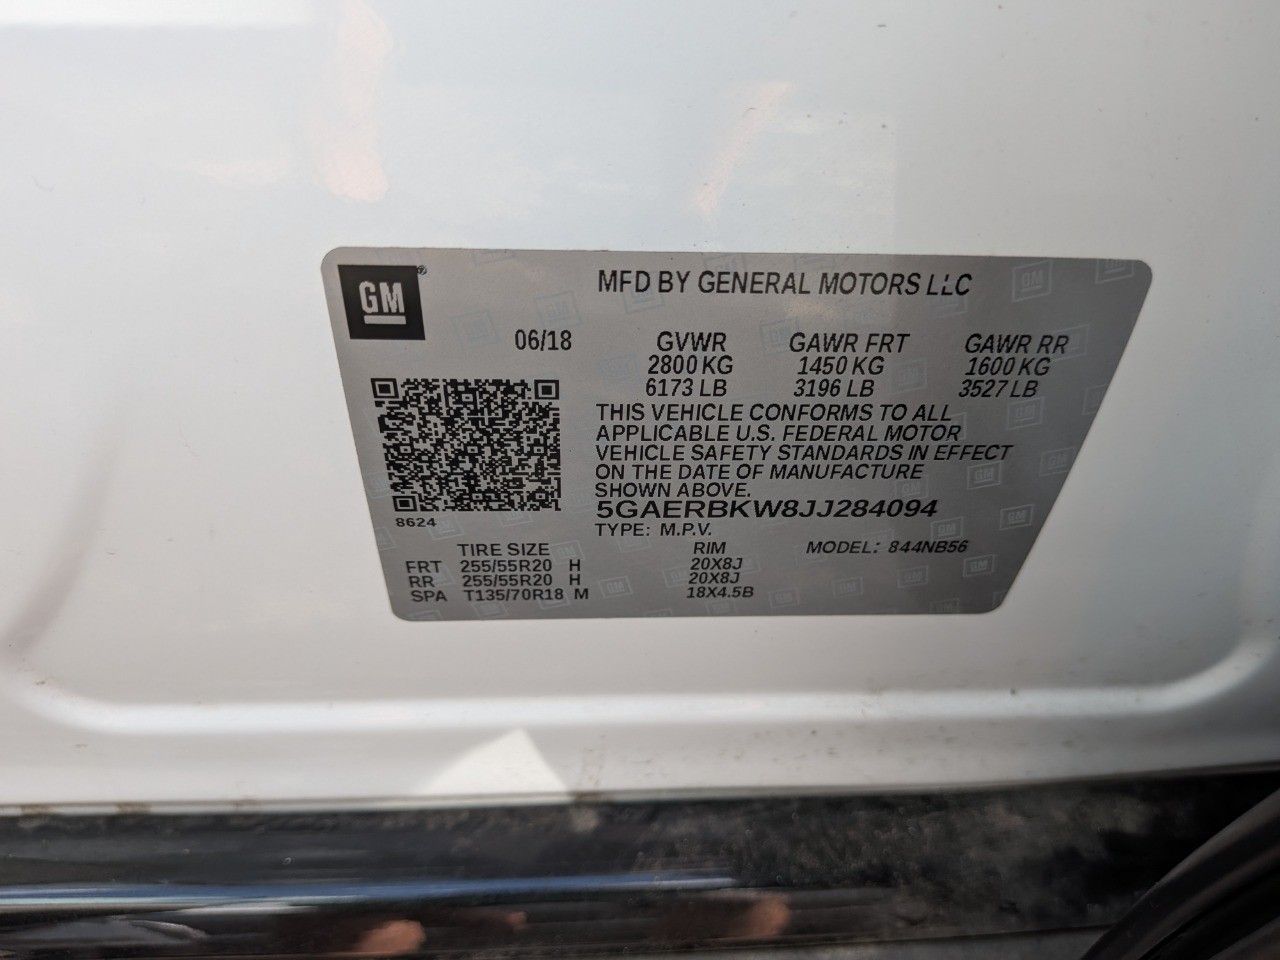 GM
MFD BY GENERAL MOTORS LLC
06/18 GVWR GAWR FRT GAWR RR
2800 KG 1450 KG 1600 KG
6173 LB 3196 LB 3527 LB
THIS VEHICLE CONFORMS TO ALL
APPLICABLE U.S. FEDERAL MOTOR
VEHICLE SAFETY STANDARDS IN EFFECT
ON THE DATE OF MANUFACTURE
SHOWN ABOVE.
5GAERBKW8JJ284094
8624
TYPE: M.P.V.
TIRE SIZE RIM MODEL: 844NB56
FRT 255/55R20 H 20X8J
RR 255/55R20 H 20X8J
SPA T135/70R18 M 18X4.5B